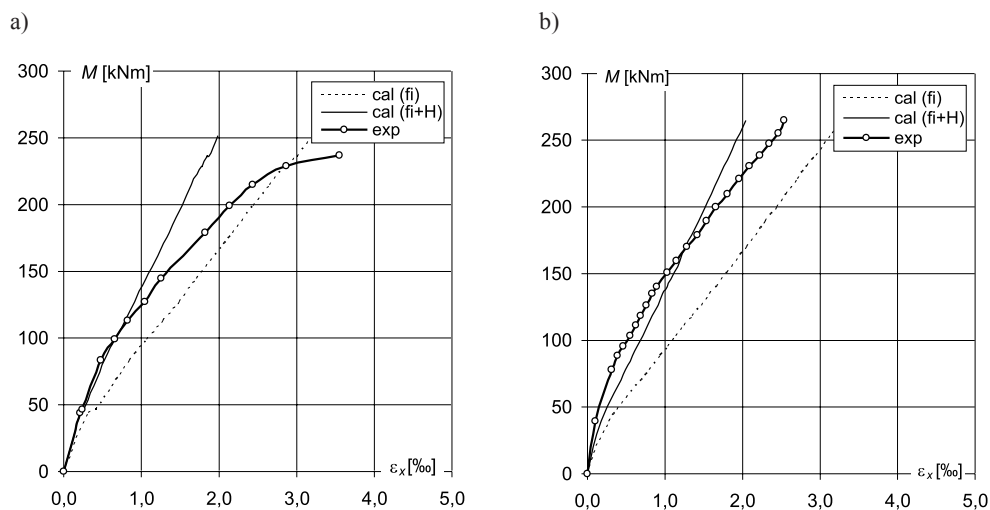 a)
M [kNm]
300
250
200
150
100
50
0
cal (fi)
cal (fi+H)
exp
εx [‰]
0,0 1,0 2,0 3,0 4,0 5,0
b)
M [kNm]
300
250
200
150
100
50
0
cal (fi)
cal (fi+H)
exp
εx [‰]
0,0 1,0 2,0 3,0 4,0 5,0